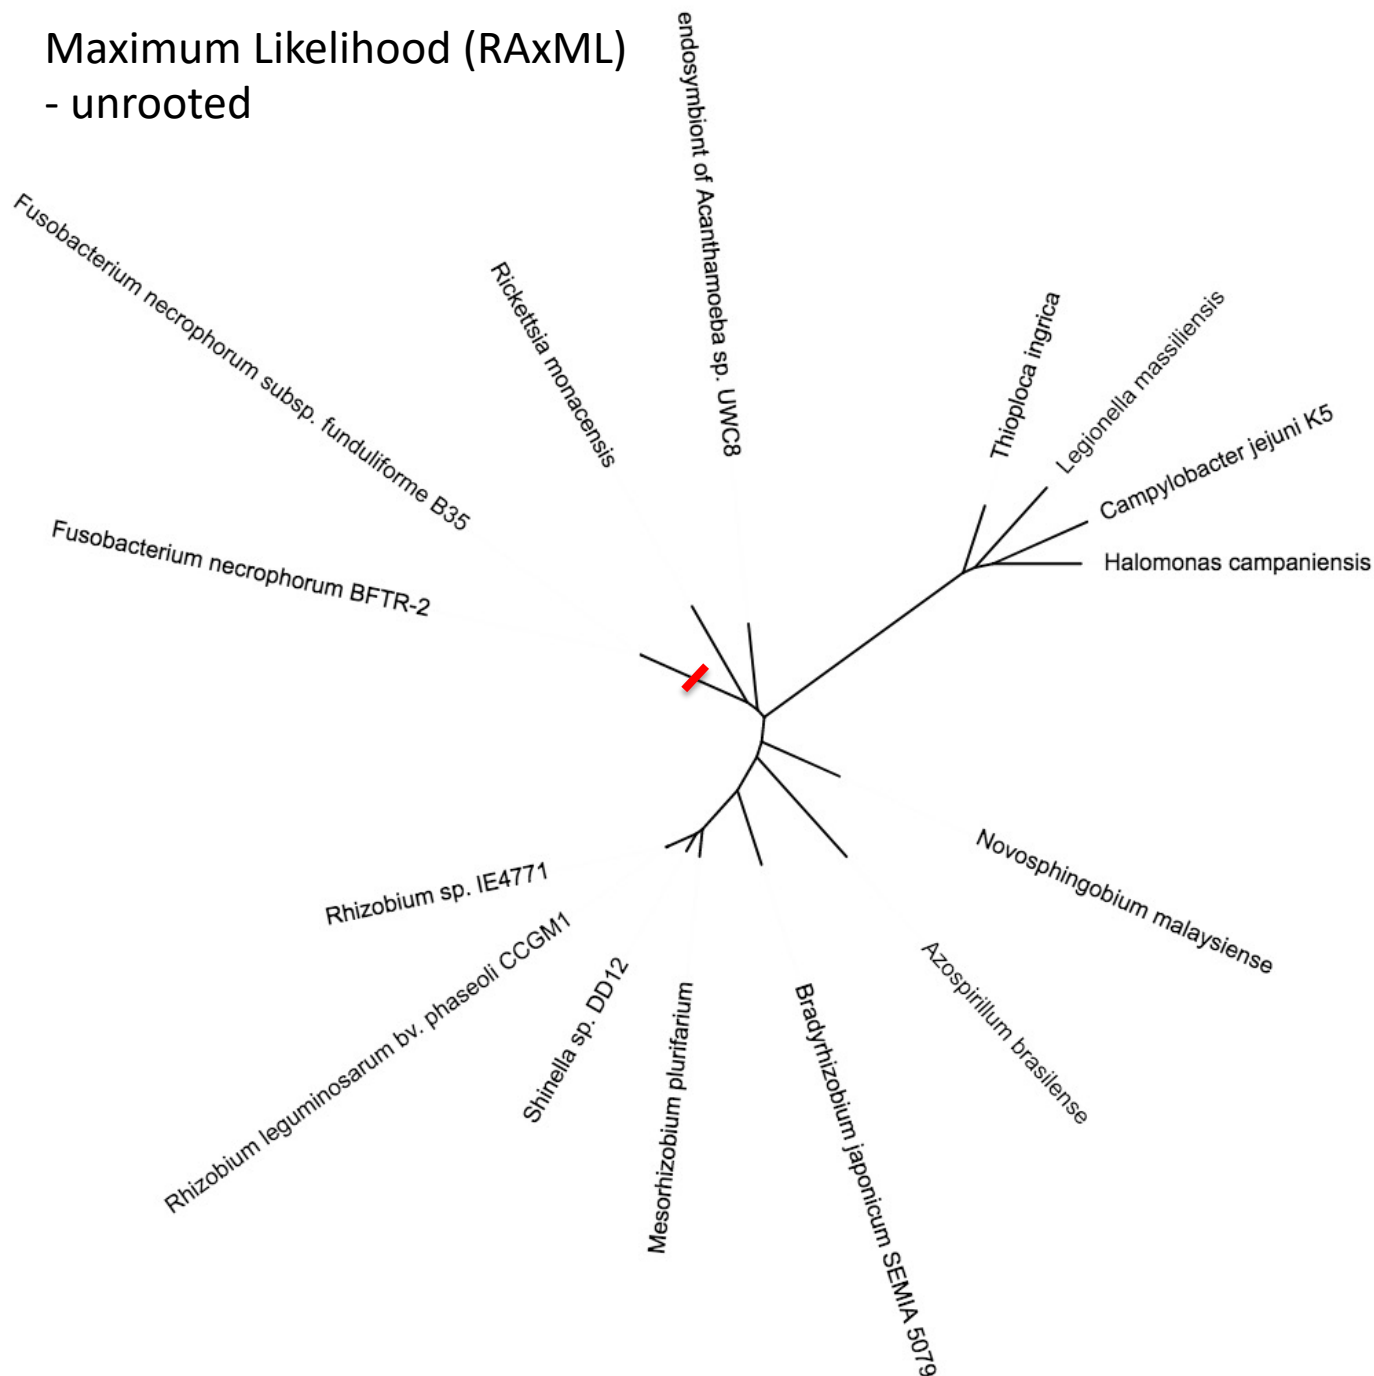 Maximum Likelihood (RAxML)
- unrooted
endosymbiont of Acanthamoeba sp. UWC8
Fusobacterium necrophorum subsp. funduliforme B35
Rickettsia monacensis
Thioploca ingrica
Legionella massiliensis
Campylobacter jejuni K5
Halomonas campaniensis
Fusobacterium necrophorum BFTR-2
Novosphingobium malaysiense
Rhizobium sp. IE4771
Rhizobium leguminosarum bv. phaseoli CCGM1
Shinella sp. DD12
Mesorhizobium plurifarium
Bradyrhizobium japonicum SEMIA 5079
Azospirillum brasilense